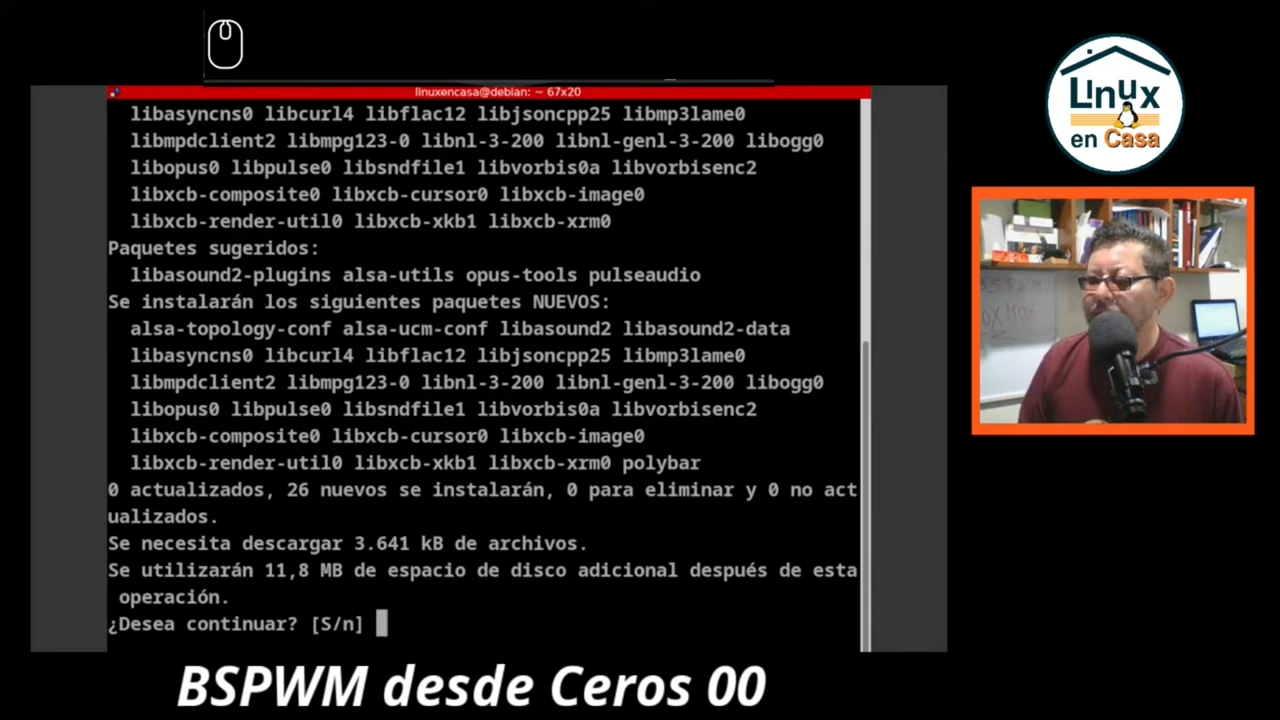 linuxencasa@debian: ~ 67x20
libasyncns0 libcurl4 libflac12 libjsoncpp25 libmp3lame0
libmpdclient2 libmpg123-0 libnl-3-200 libnl-genl-3-200 libogg0
libopus0 libpulse0 libsndfile1 libvorbis0a libvorbisenc2
libxcb-composite0 libxcb-cursor0 libxcb-image0
libxcb-render-util0 libxcb-xkb1 libxcb-xrm0
Paquetes sugeridos:
libasound2-plugins alsa-utils opus-tools pulseaudio
Se instalarán los siguientes paquetes NUEVOS:
alsa-topology-conf alsa-ucm-conf libasound2 libasound2-data
libasyncns0 libcurl4 libflac12 libjsoncpp25 libmp3lame0
libmpdclient2 libmpg123-0 libnl-3-200 libnl-genl-3-200 libogg0
libopus0 libpulse0 libsndfile1 libvorbis0a libvorbisenc2
libxcb-composite0 libxcb-cursor0 libxcb-image0
libxcb-render-util0 libxcb-xkb1 libxcb-xrm0 polybar
0 actualizados, 26 nuevos se instalarán, 0 para eliminar y 0 no act
ualizados.
Se necesita descargar 3.641 kB de archivos.
Se utilizarán 11,8 MB de espacio de disco adicional después de esta
operación.
¿Desea continuar? [S/n]
BSPWM desde Ceros 00
LInux
en Casa